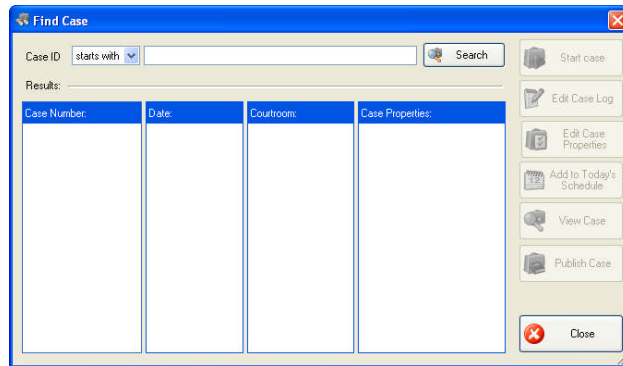 Find Case
Case ID starts with Search
Results:
Case Number: Date: Courtroom: Case Properties:
Start case
Edit Case Log
Edit Case
Properties
12
Add to Today's
Schedule
View Case
Publish Case
Close